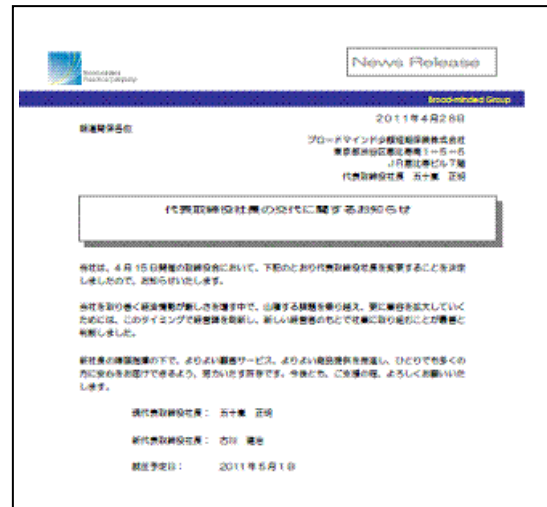 News Release
Broad-minded Group
2011年4月28日
報道関係各位
ブロードマインド少額短期保険株式会社
東京都渋谷区恵比寿南1-5-5
JR恵比寿ビル7階
代表取締役社長 五十嵐 正明
代表取締役社長の交代に関するお知らせ
当社は、4月15日開催の取締役会において、下記のとおり代表取締役社長を変更することを決定
しましたので、お知らせいたします。
当社を取り巻く経済情勢が厳しさを増す中で、山積する課題を乗り越え、更に業容を拡大していく
ためには、このタイミングで経営陣を刷新し、新しい経営者のもとで社業に取り組むことが最善と
判断しました。
新社長の陣頭指揮の下で、よりよい顧客サービス、よりよい商品提供を推進し、ひとりでも多くの
方に安心をお届けできるよう、努力いたす所存です。今後とも、ご支援の程、よろしくお願いいた
します。
現代表取締役社長： 五十嵐 正明
新代表取締役社長：
就任予定日： 2011年5月1日